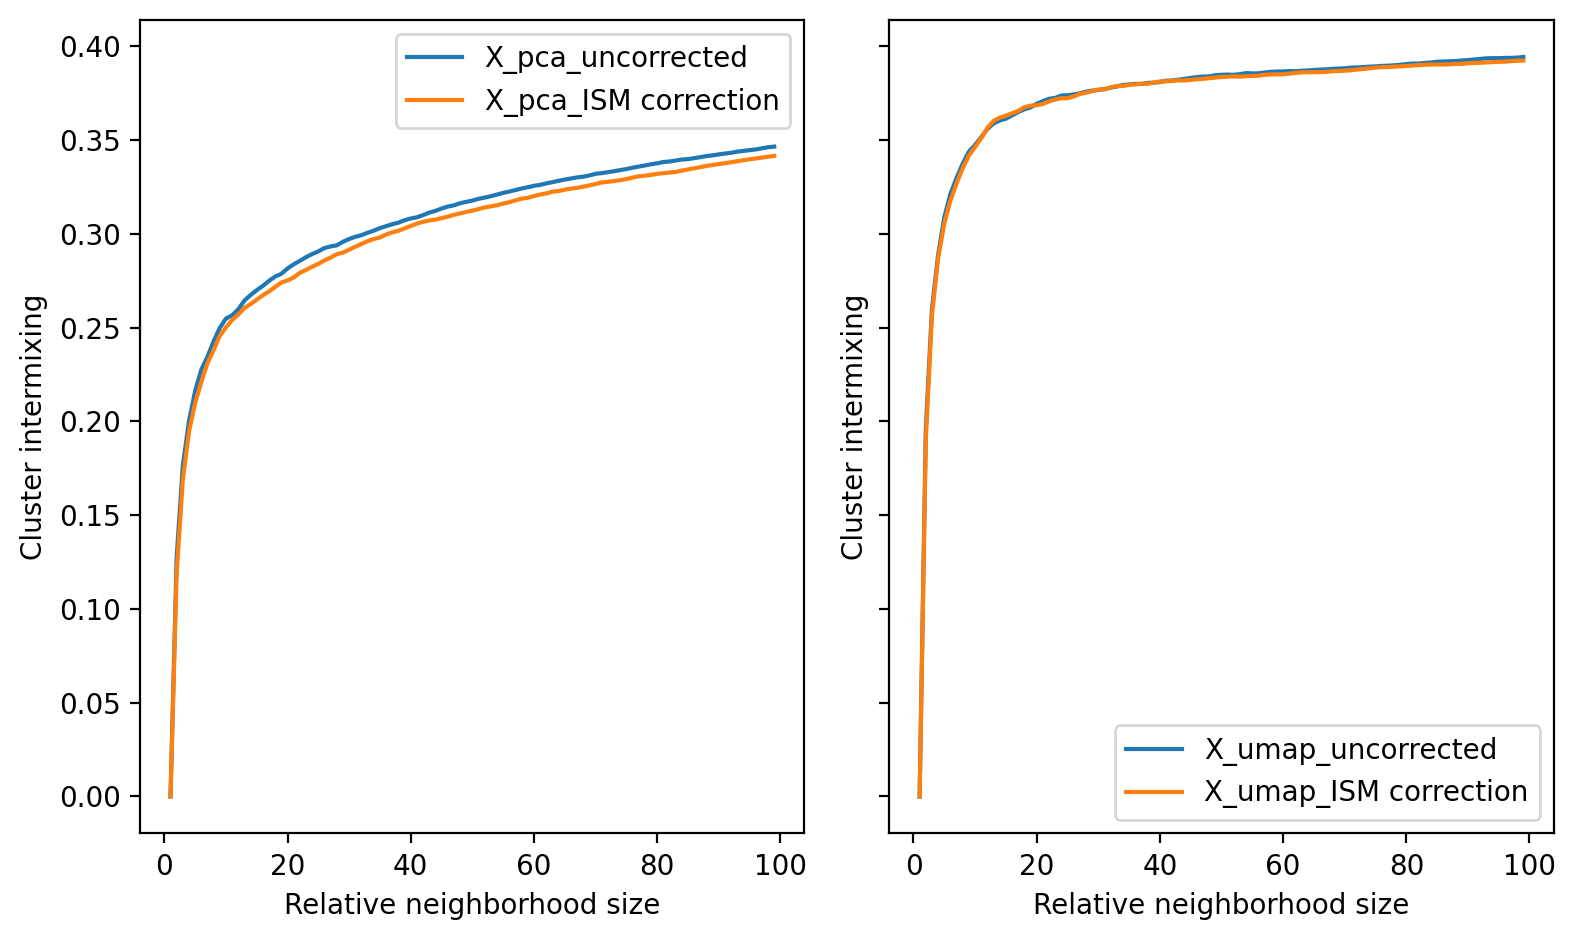 0.40
0.35
0.30
0.25
0.20
0.15
0.10
0.05
0.00
Cluster intermixing
X_pca_uncorrected
X_pca_ISM correction
0 20 40 60 80 100
Relative neighborhood size
Cluster intermixing
X_umap_uncorrected
X_umap_ISM correction
0 20 40 60 80 100
Relative neighborhood size